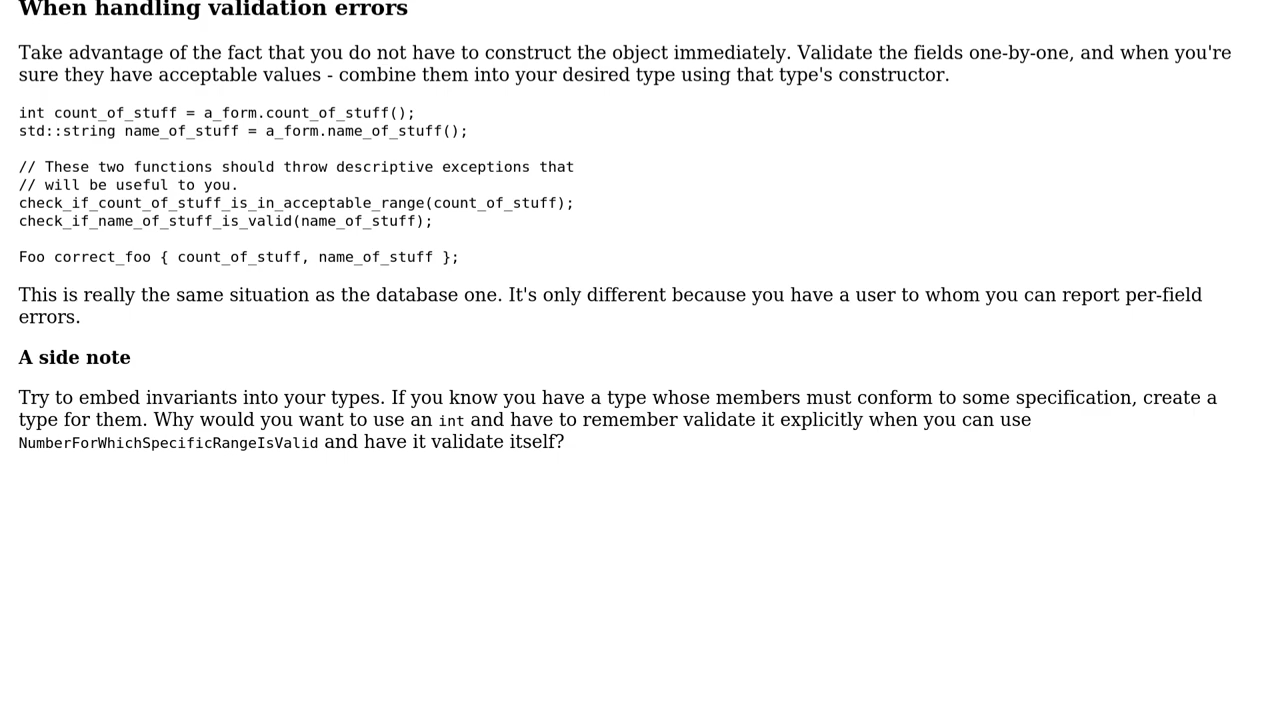 When handling validation errors
Take advantage of the fact that you do not have to construct the object immediately. Validate the fields one-by-one, and when you're
sure they have acceptable values - combine them into your desired type using that type's constructor.
int count_of_stuff = a_form.count_of_stuff();
std::string name_of_stuff = a_form.name_of_stuff();
// These two functions should throw descriptive exceptions that
// will be useful to you.
check_if_count_of_stuff_is_in_acceptable_range(count_of_stuff);
check_if_name_of_stuff_is_valid(name_of_stuff);
Foo correct_foo { count_of_stuff, name_of_stuff };
This is really the same situation as the database one. It's only different because you have a user to whom you can report per-field
errors.
A side note
Try to embed invariants into your types. If you know you have a type whose members must conform to some specification, create a
type for them. Why would you want to use an int and have to remember validate it explicitly when you can use
NumberForWhichSpecificRangeIsValid and have it validate itself?